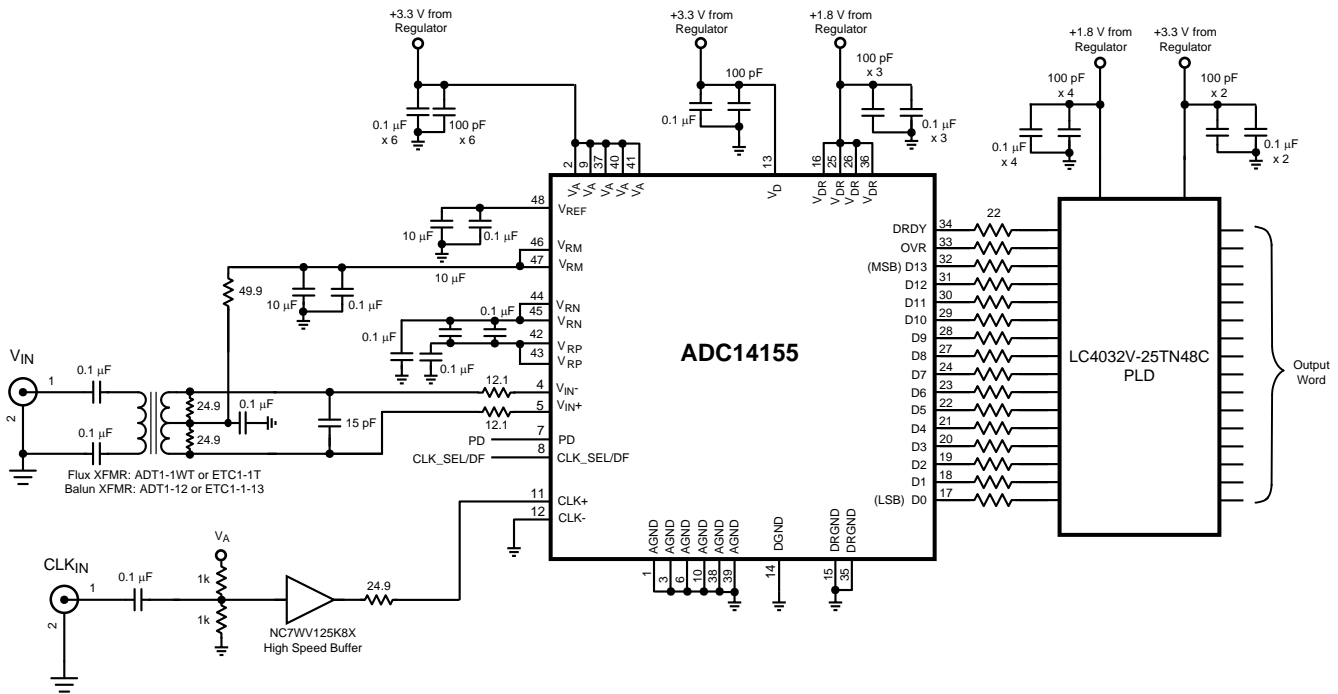 +3.3 V from
Regulator
+3.3 V from
Regulator
+1.8 V from
Regulator
+1.8 V from
Regulator
+3.3 V from
Regulator
0.1 µF
x 6
100 pF
x 6
0.1 µF
100 pF
100 pF
x 3
0.1 µF
x 3
100 pF
x 4
0.1 µF
x 4
100 pF
x 2
0.1 µF
x 2
2
9
37
40
41
13
16
25
26
36
VA
VA
VA
VA
VA
VD
VDR
VDR
VDR
VDR
10 µF
0.1 µF
48
VREF
46
VRM
47
VRM
10 µF
49.9
10 µF
0.1 µF
44
VRN
45
VRN
42
VRP
43
VRP
0.1 µF
0.1 µF
0.1 µF
0.1 µF
ADC14155
VIN
1
2
0.1 µF
0.1 µF
24.9
24.9
0.1 µF
15 pF
12.1
12.1
4
VIN-
5
VIN+
PD
7
PD
CLK_SEL/DF
8
CLK_SEL/DF
Flux XFMR: ADT1-1WT or ETC1-1T
Balun XFMR: ADT1-12 or ETC1-1-13
11
CLK+
12
CLK-
22
DRDY
34
OVR
33
(MSB) D13
32
D12
31
D11
30
D10
29
D9
28
D8
27
D7
24
D6
23
D5
22
D4
21
D3
20
D2
19
D1
18
(LSB) D0
17
LC4032V-25TN48C
PLD
Output
Word
AGND
AGND
AGND
AGND
AGND
AGND
DGND
DRGND
DRGND
1
3
6
10
38
39
14
15
35
CLKIN
1
2
0.1 µF
VA
1k
1k
24.9
NC7WV125K8X
High Speed Buffer